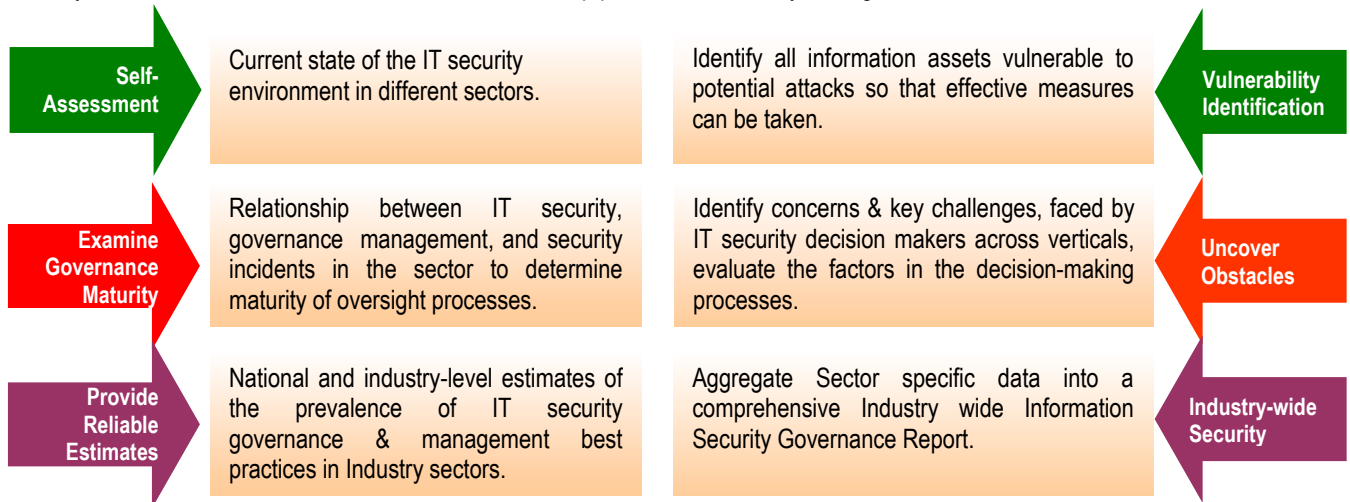 Self-
Assessment
Current state of the IT security
environment in different sectors.
Identify all information assets vulnerable to
potential attacks so that effective measures
can be taken.
Vulnerability
Identification
Examine
Governance
Maturity
Relationship between IT security,
governance management, and security
incidents in the sector to determine
maturity of oversight processes.
Identify concerns & key challenges, faced by
IT security decision makers across verticals,
evaluate the factors in the decision-making
processes.
Uncover
Obstacles
Provide
Reliable
Estimates
National and industry-level estimates of
the prevalence of IT security
governance & management best
practices in Industry sectors.
Aggregate Sector specific data into a
comprehensive Industry wide Information
Security Governance Report.
Industry-wide
Security